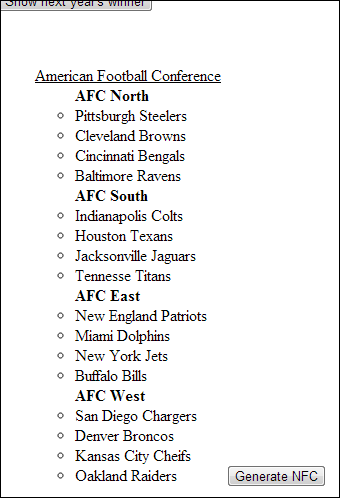 Show next year's winner
American Football Conference
AFC North
Pittsburgh Steelers
Cleveland Browns
Cincinnati Bengals
Baltimore Ravens
AFC South
Indianapolis Colts
Houston Texans
Jacksonville Jaguars
Tennesse Titans
AFC East
New England Patriots
Miami Dolphins
New York Jets
Buffalo Bills
AFC West
San Diego Chargers
Denver Broncos
Kansas City Cheifs
Oakland Raiders
Generate NFC